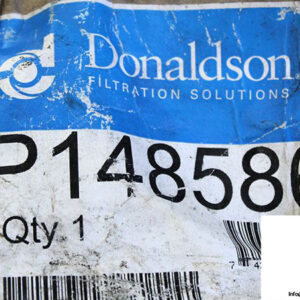 Donaldson
FILTRATION SOLUTIONS
P148586
Qty 1